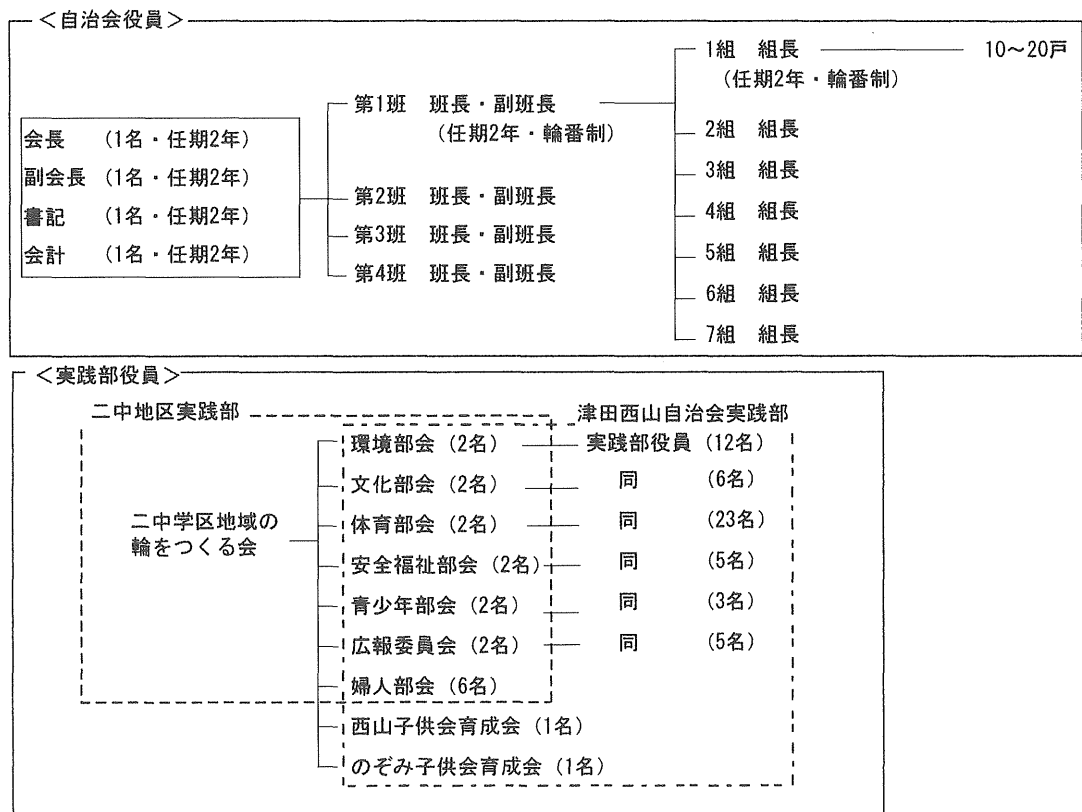 ＜自治会役員＞
1組 組長 10～20戸
(任期2年・輪番制)
第1班 班長・副班長
(任期2年・輪番制)
会長 (1名・任期2年)
副会長 (1名・任期2年)
書記 (1名・任期2年)
会計 (1名・任期2年)
第2班 班長・副班長
第3班 班長・副班長
第4班 班長・副班長
2組 組長
3組 組長
4組 組長
5組 組長
6組 組長
7組 組長
＜実践部役員＞
二中地区実践部 津田西山自治会実践部
環境部会 (2名) 実践部役員 (12名)
文化部会 (2名) 同 (6名)
二中学区地域の
輪をつくる会
体育部会 (2名) 同 (23名)
安全福祉部会 (2名) 同 (5名)
青少年部会 (2名) 同 (3名)
広報委員会 (2名) 同 (5名)
婦人部会 (6名)
西山子供会育成会 (1名)
のぞみ子供会育成会 (1名)